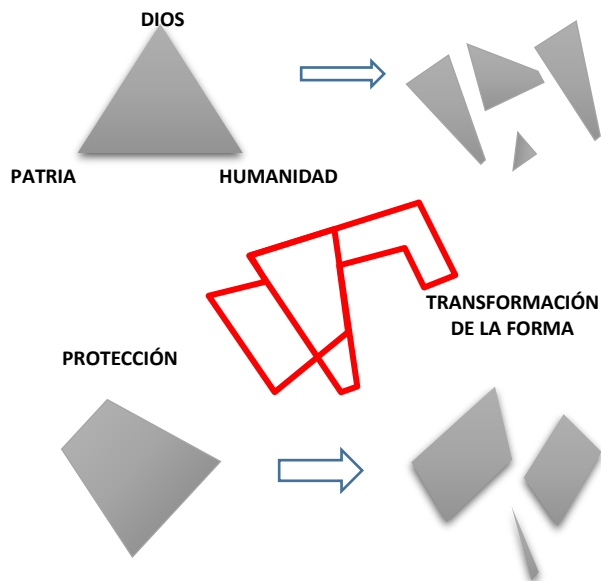 DIOS
PATRIA
HUMANIDAD
TRANSFORMACIÓN
DE LA FORMA
PROTECCIÓN